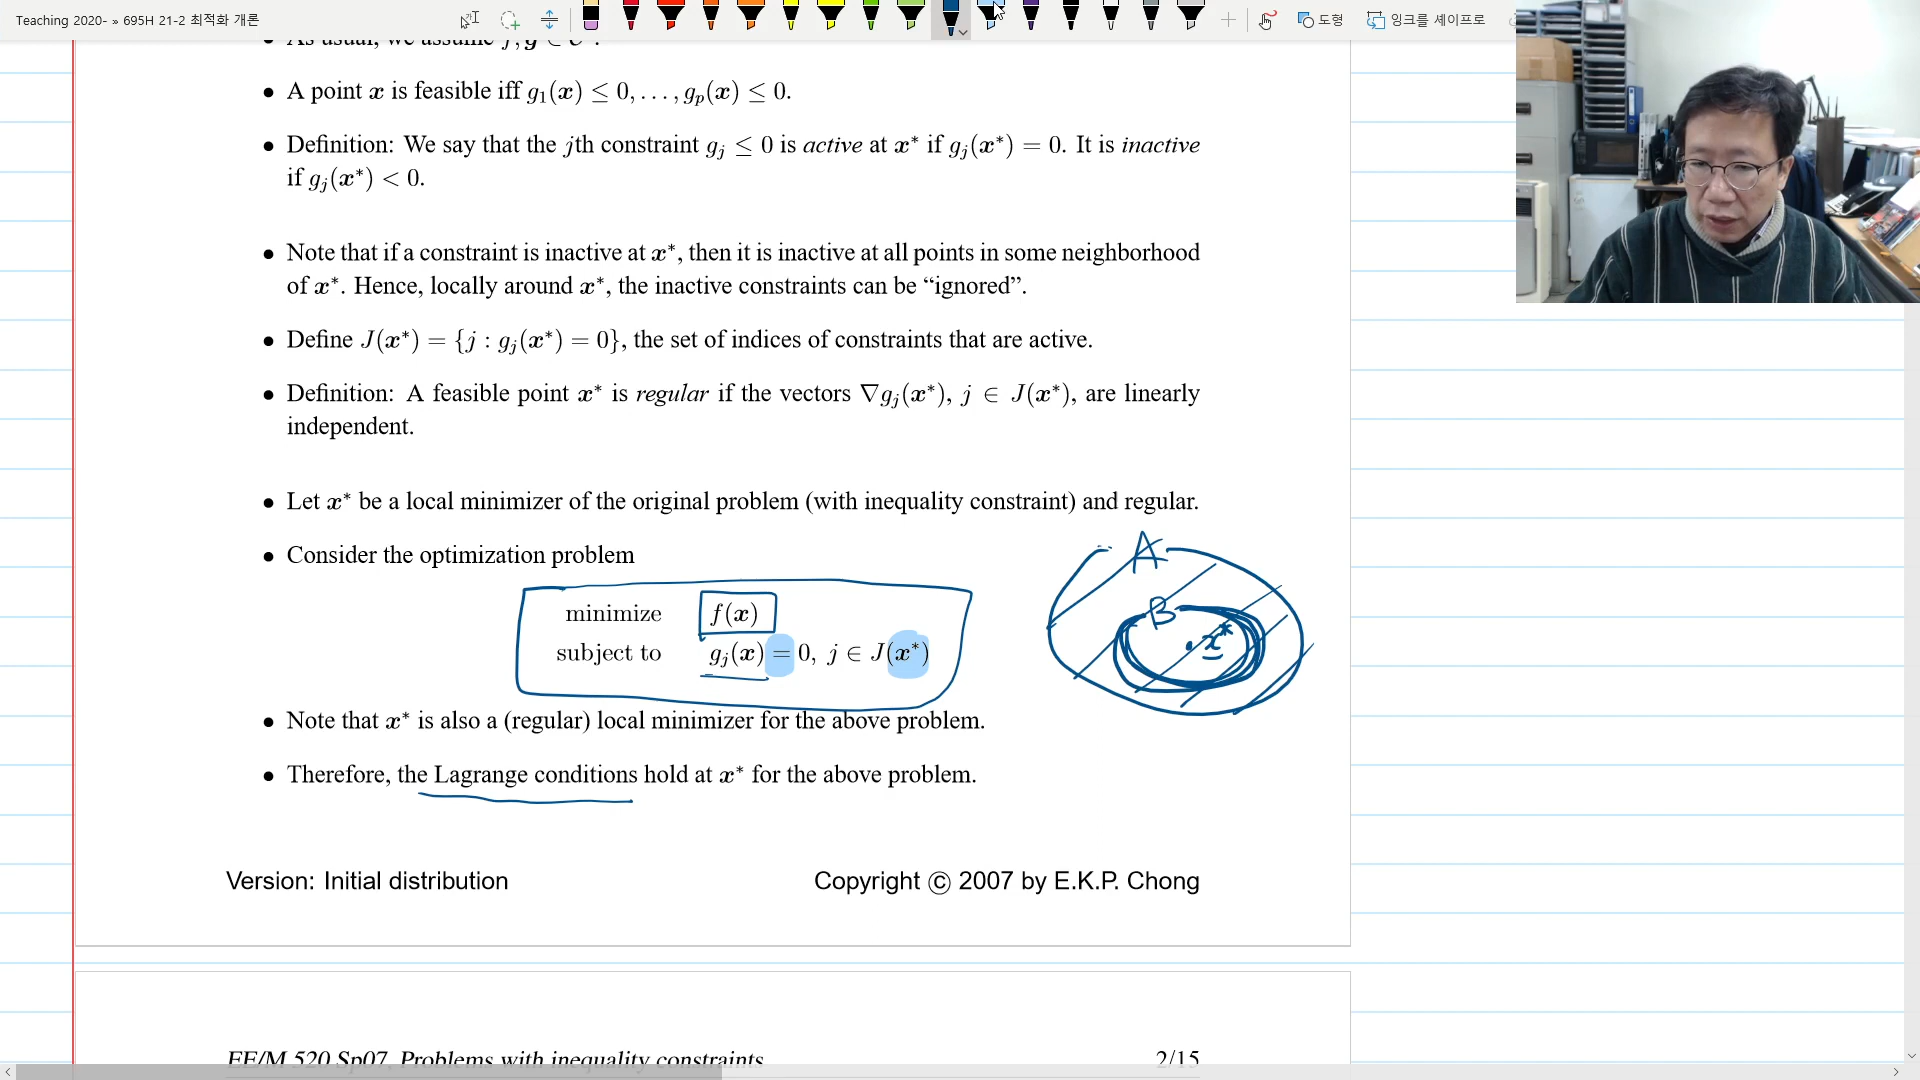 Teaching 2020- » 695H 21-2 최적화 개론
도형
잉크를 셰이프로
• As usual, we assume f, g ∈ C¹.
• A point x is feasible iff g₁(x) ≤ 0, . . . , gₚ(x) ≤ 0.
• Definition: We say that the jth constraint gⱼ ≤ 0 is active at x* if gⱼ(x*) = 0. It is inactive
if gⱼ(x*) < 0.
• Note that if a constraint is inactive at x*, then it is inactive at all points in some neighborhood
of x*. Hence, locally around x*, the inactive constraints can be “ignored”.
• Define J(x*) = {j : gⱼ(x*) = 0}, the set of indices of constraints that are active.
• Definition: A feasible point x* is regular if the vectors ∇gⱼ(x*), j ∈ J(x*), are linearly
independent.
• Let x* be a local minimizer of the original problem (with inequality constraint) and regular.
• Consider the optimization problem
A
minimize f(x)
B
subject to gⱼ(x) = 0, j ∈ J(x*)
x*
• Note that x* is also a (regular) local minimizer for the above problem.
• Therefore, the Lagrange conditions hold at x* for the above problem.
Version: Initial distribution
Copyright © 2007 by E.K.P. Chong
EE/M 520 Sp07, Problems with inequality constraints
2/15